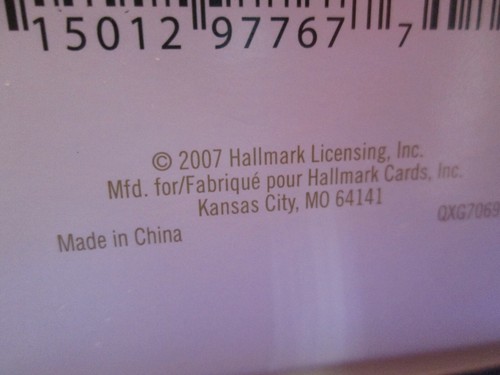 15012 97767 7
© 2007 Hallmark Licensing, Inc.
Mfd. for/Fabriqué pour Hallmark Cards, Inc.
Kansas City, MO 64141
QXG7069
Made in China